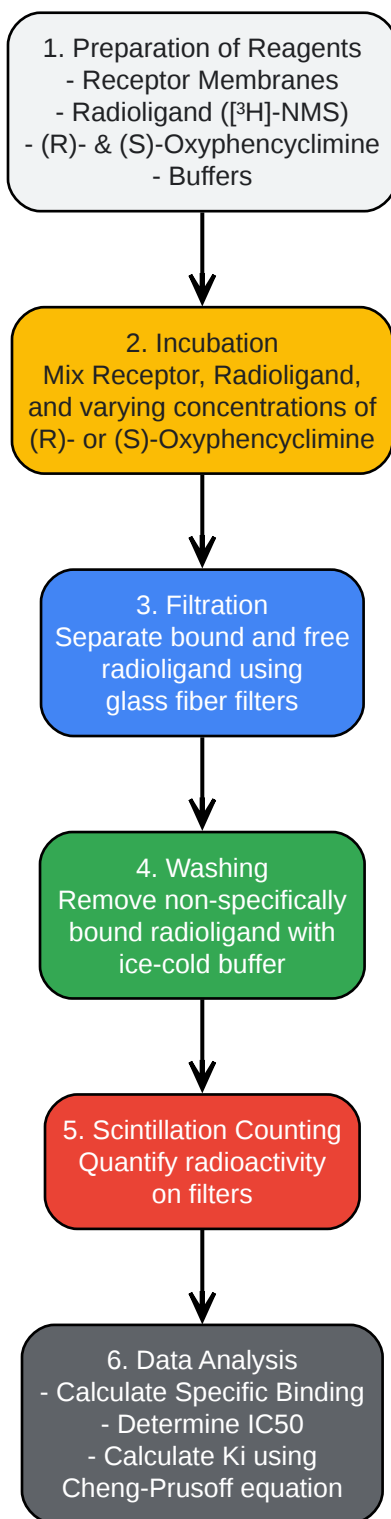 1. Preparation of Reagents
- Receptor Membranes
- Radioligand ([³H]-NMS)
- (R)- & (S)-Oxyphencyclimine
- Buffers
2. Incubation
Mix Receptor, Radioligand,
and varying concentrations of
(R)- or (S)-Oxyphencyclimine
3. Filtration
Separate bound and free
radioligand using
glass fiber filters
4. Washing
Remove non-specifically
bound radioligand with
ice-cold buffer
5. Scintillation Counting
Quantify radioactivity
on filters
6. Data Analysis
- Calculate Specific Binding
- Determine IC50
- Calculate Ki using
Cheng-Prusoff equation